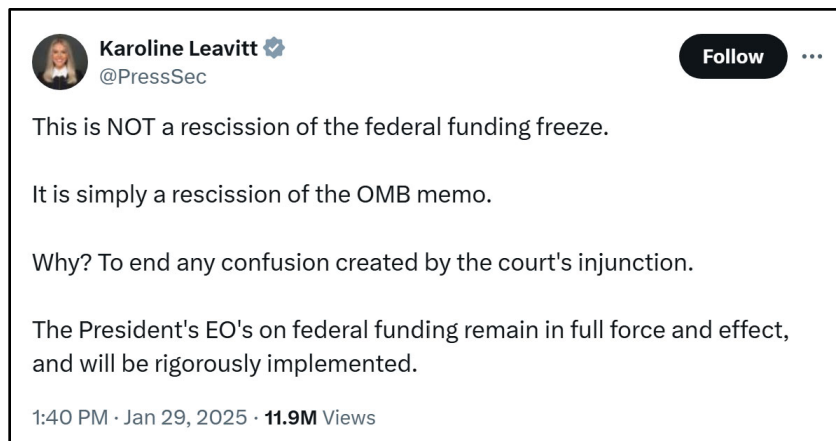 Karoline Leavitt
@PressSec
Follow
This is NOT a rescission of the federal funding freeze.
It is simply a rescission of the OMB memo.
Why? To end any confusion created by the court's injunction.
The President's EO's on federal funding remain in full force and effect,
and will be rigorously implemented.
1:40 PM · Jan 29, 2025 · 11.9M Views